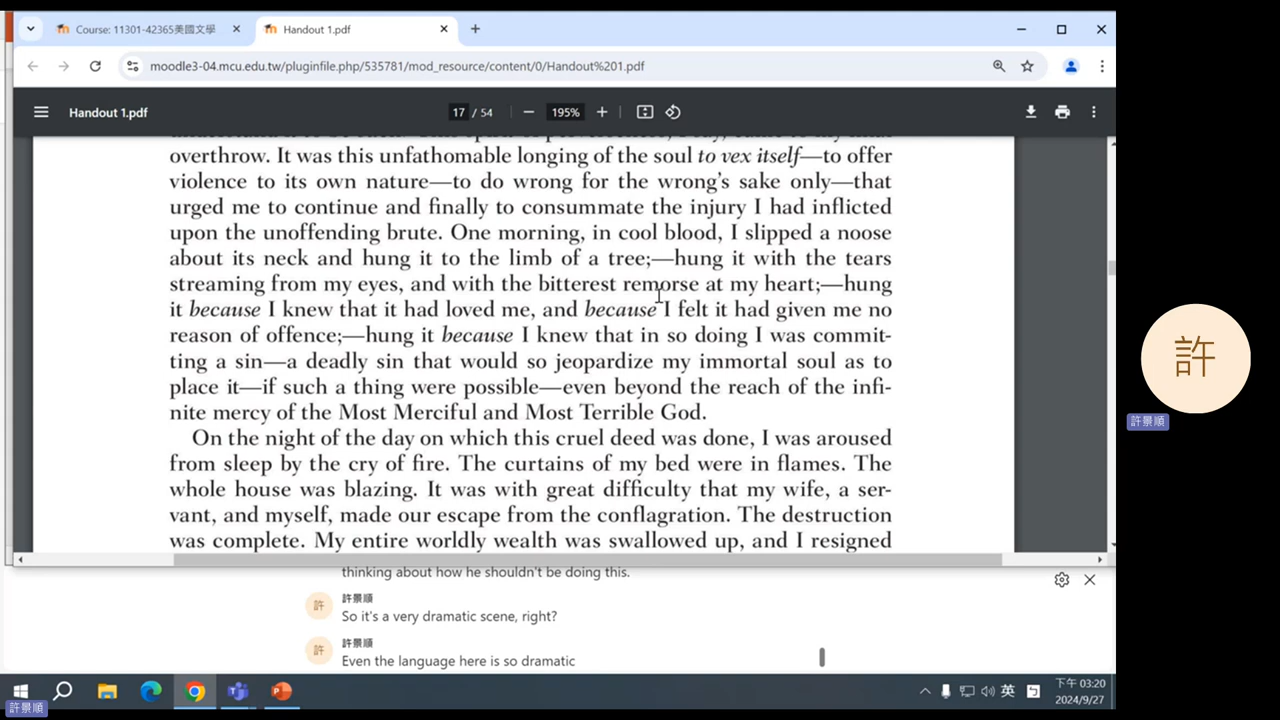 Course: 11301-42365美國文學
Handout 1.pdf
moodle3-04.mcu.edu.tw/pluginfile.php/535781/mod_resource/content/0/Handout%201.pdf
Handout 1.pdf
17 / 54
195%
overthrow. It was this unfathomable longing of the soul to vex itself—to offer
violence to its own nature—to do wrong for the wrong's sake only—that
urged me to continue and finally to consummate the injury I had inflicted
upon the unoffending brute. One morning, in cool blood, I slipped a noose
about its neck and hung it to the limb of a tree;—hung it with the tears
streaming from my eyes, and with the bitterest remorse at my heart;—hung
it because I knew that it had loved me, and because I felt it had given me no
reason of offence;—hung it because I knew that in so doing I was commit-
ting a sin—a deadly sin that would so jeopardize my immortal soul as to
place it—if such a thing were possible—even beyond the reach of the infi-
nite mercy of the Most Merciful and Most Terrible God.
On the night of the day on which this cruel deed was done, I was aroused
from sleep by the cry of fire. The curtains of my bed were in flames. The
whole house was blazing. It was with great difficulty that my wife, a ser-
vant, and myself, made our escape from the conflagration. The destruction
was complete. My entire worldly wealth was swallowed up, and I resigned
thinking about how he shouldn't be doing this.
許
許景順
So it's a very dramatic scene, right?
許
許景順
Even the language here is so dramatic
許
許景順
英
下午 03:20
2024/9/27
許景順